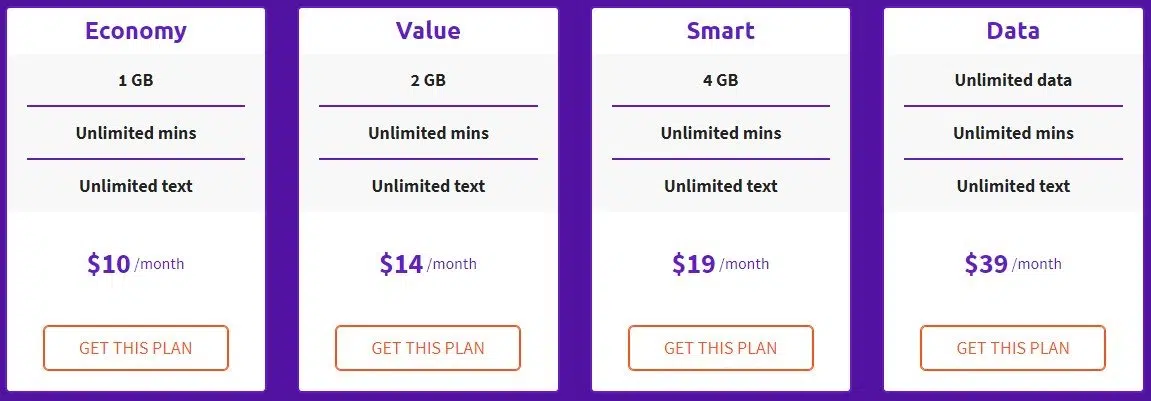 Economy
1 GB
Unlimited mins
Unlimited text
$10 /month
GET THIS PLAN
Value
2 GB
Unlimited mins
Unlimited text
$14 /month
GET THIS PLAN
Smart
4 GB
Unlimited mins
Unlimited text
$19 /month
GET THIS PLAN
Data
Unlimited data
Unlimited mins
Unlimited text
$39 /month
GET THIS PLAN